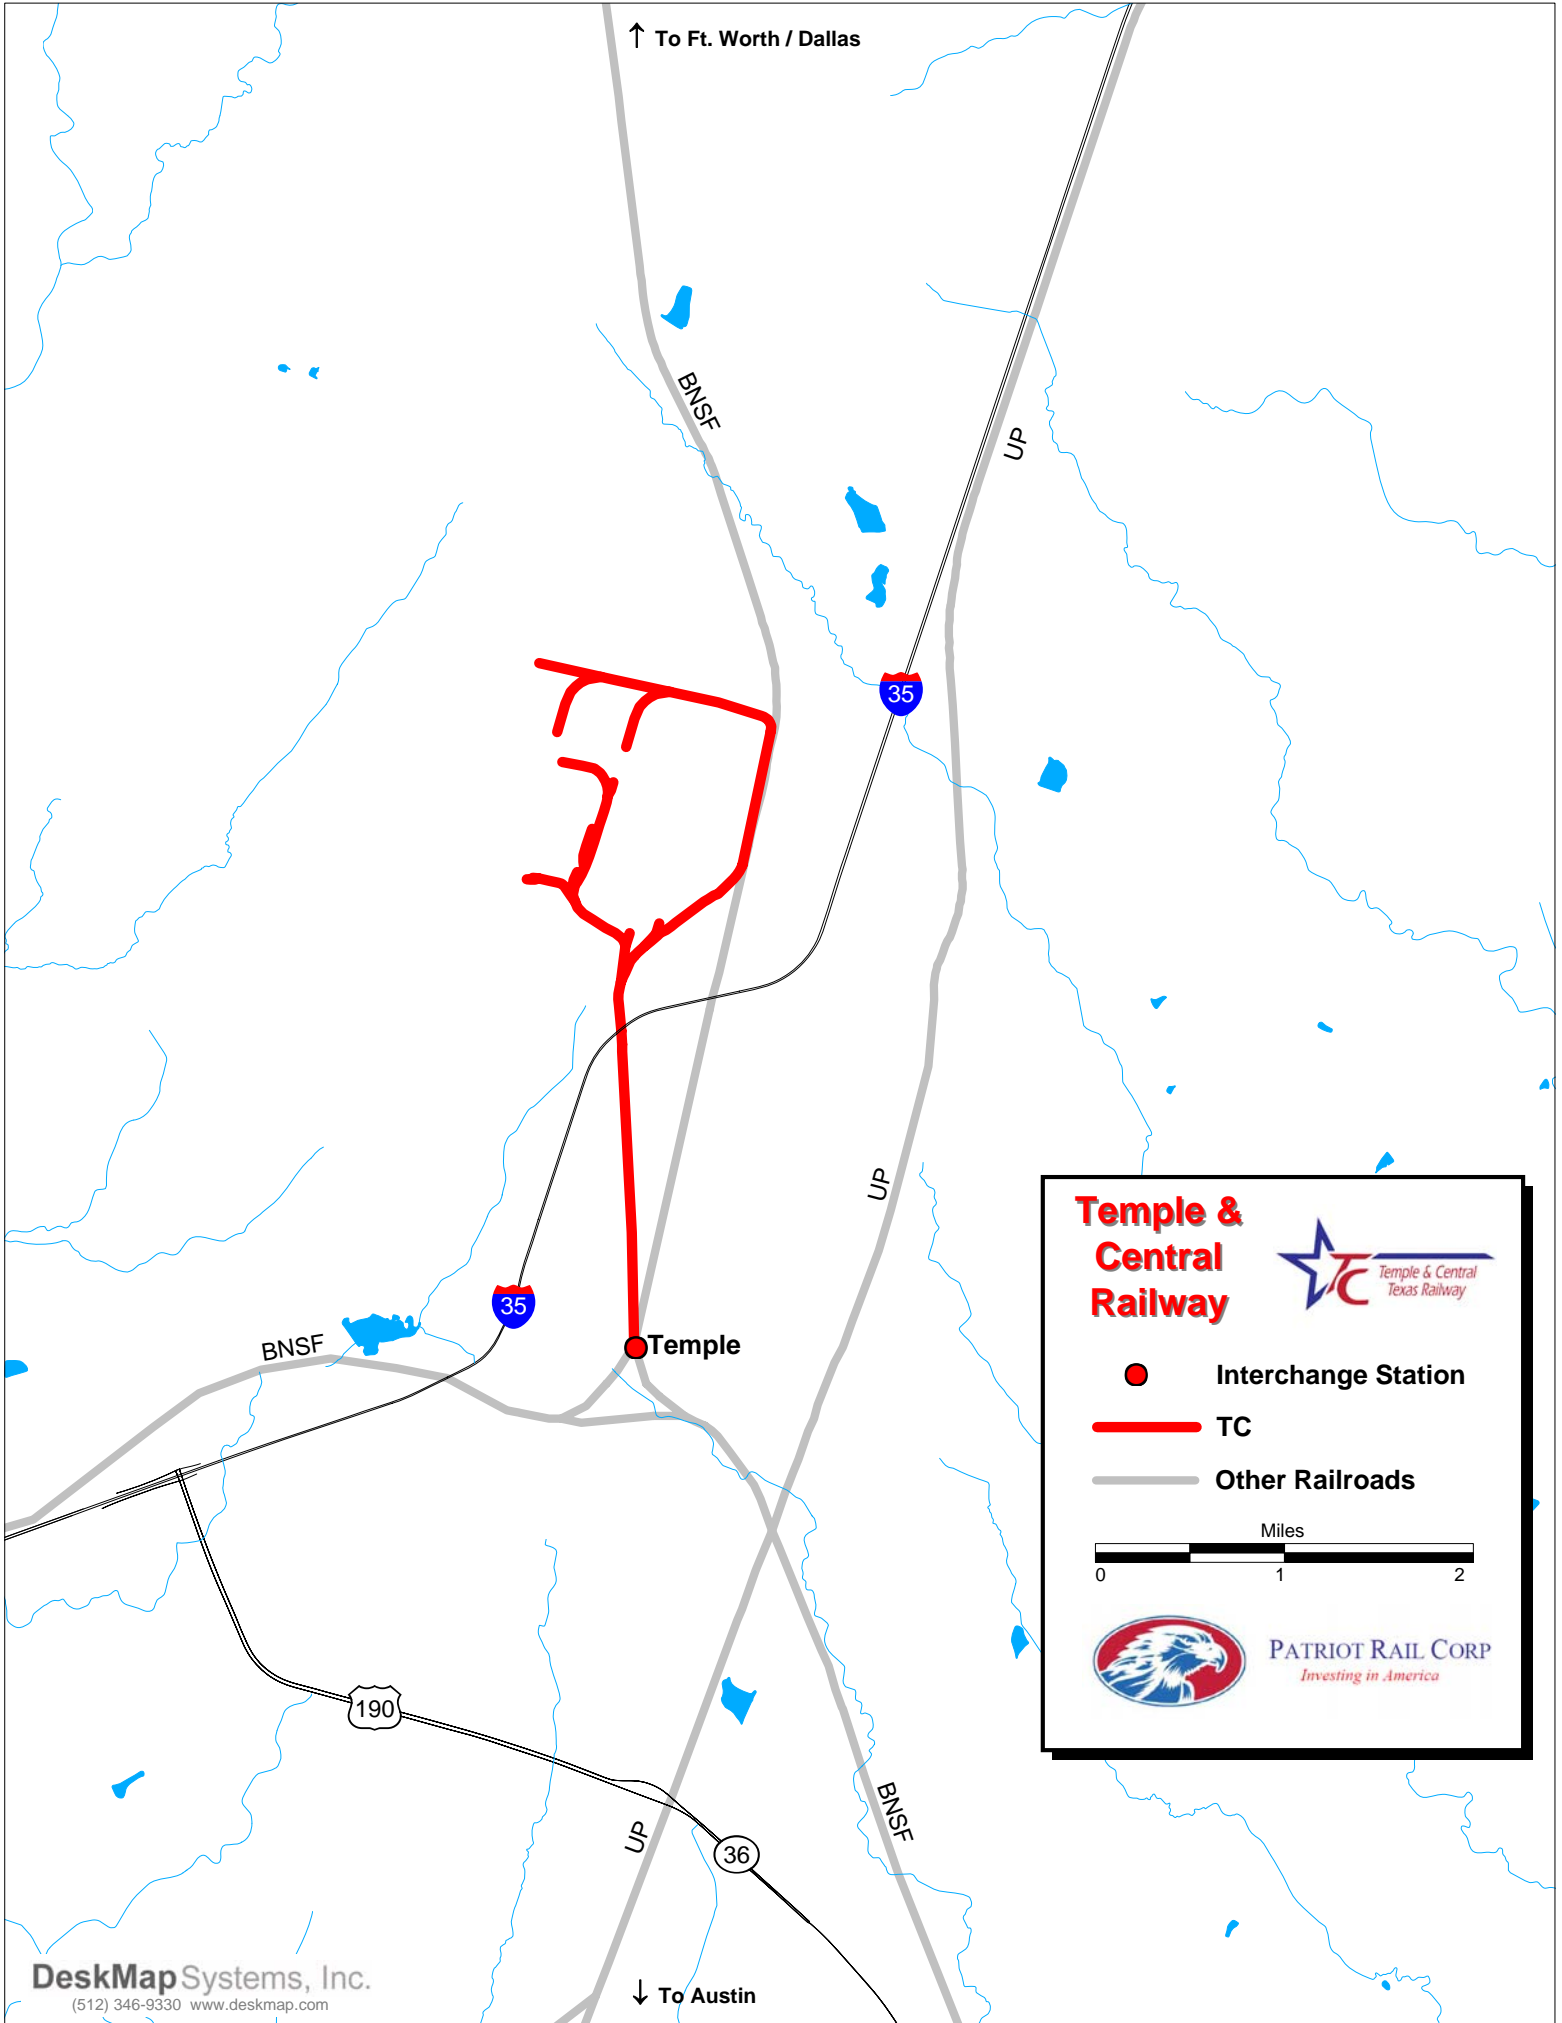 ↑ To Ft. Worth / Dallas
BNSF
UP
35
UP
35
BNSF
Temple
Temple &
Central
Railway
TC
Temple & Central
Texas Railway
Interchange Station
TC
Other Railroads
Miles
0 1 2
PATRIOT RAIL CORP
Investing in America
190
UP
BNSF
36
DeskMap Systems, Inc.
(512) 346-9330 www.deskmap.com
↓ To Austin